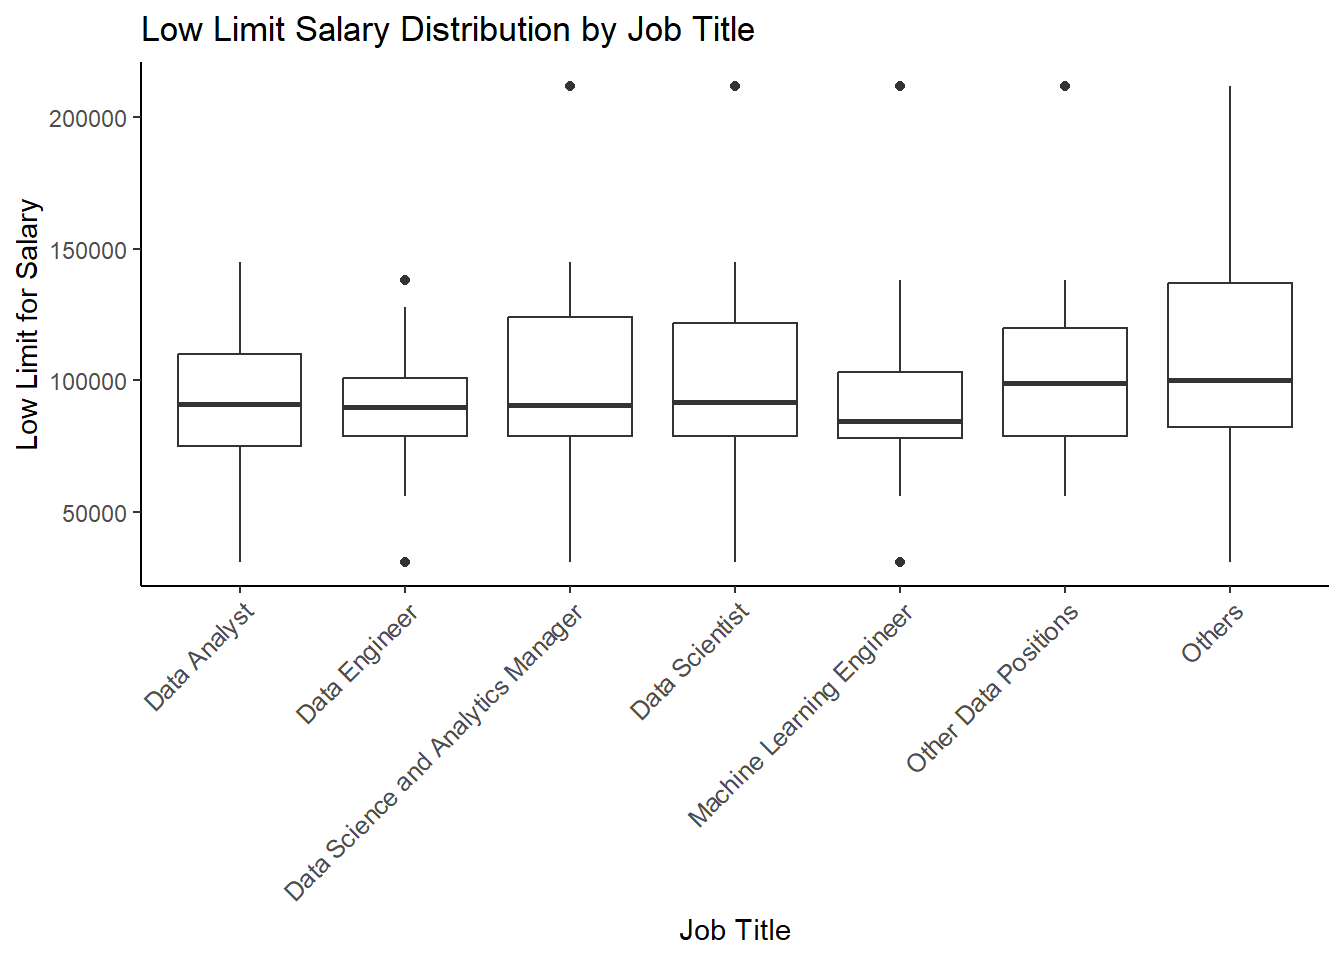 Low Limit Salary Distribution by Job Title
Low Limit for Salary
200000
150000
100000
50000
Data Analyst
Data Engineer
Data Science and Analytics Manager
Data Scientist
Machine Learning Engineer
Other Data Positions
Others
Job Title